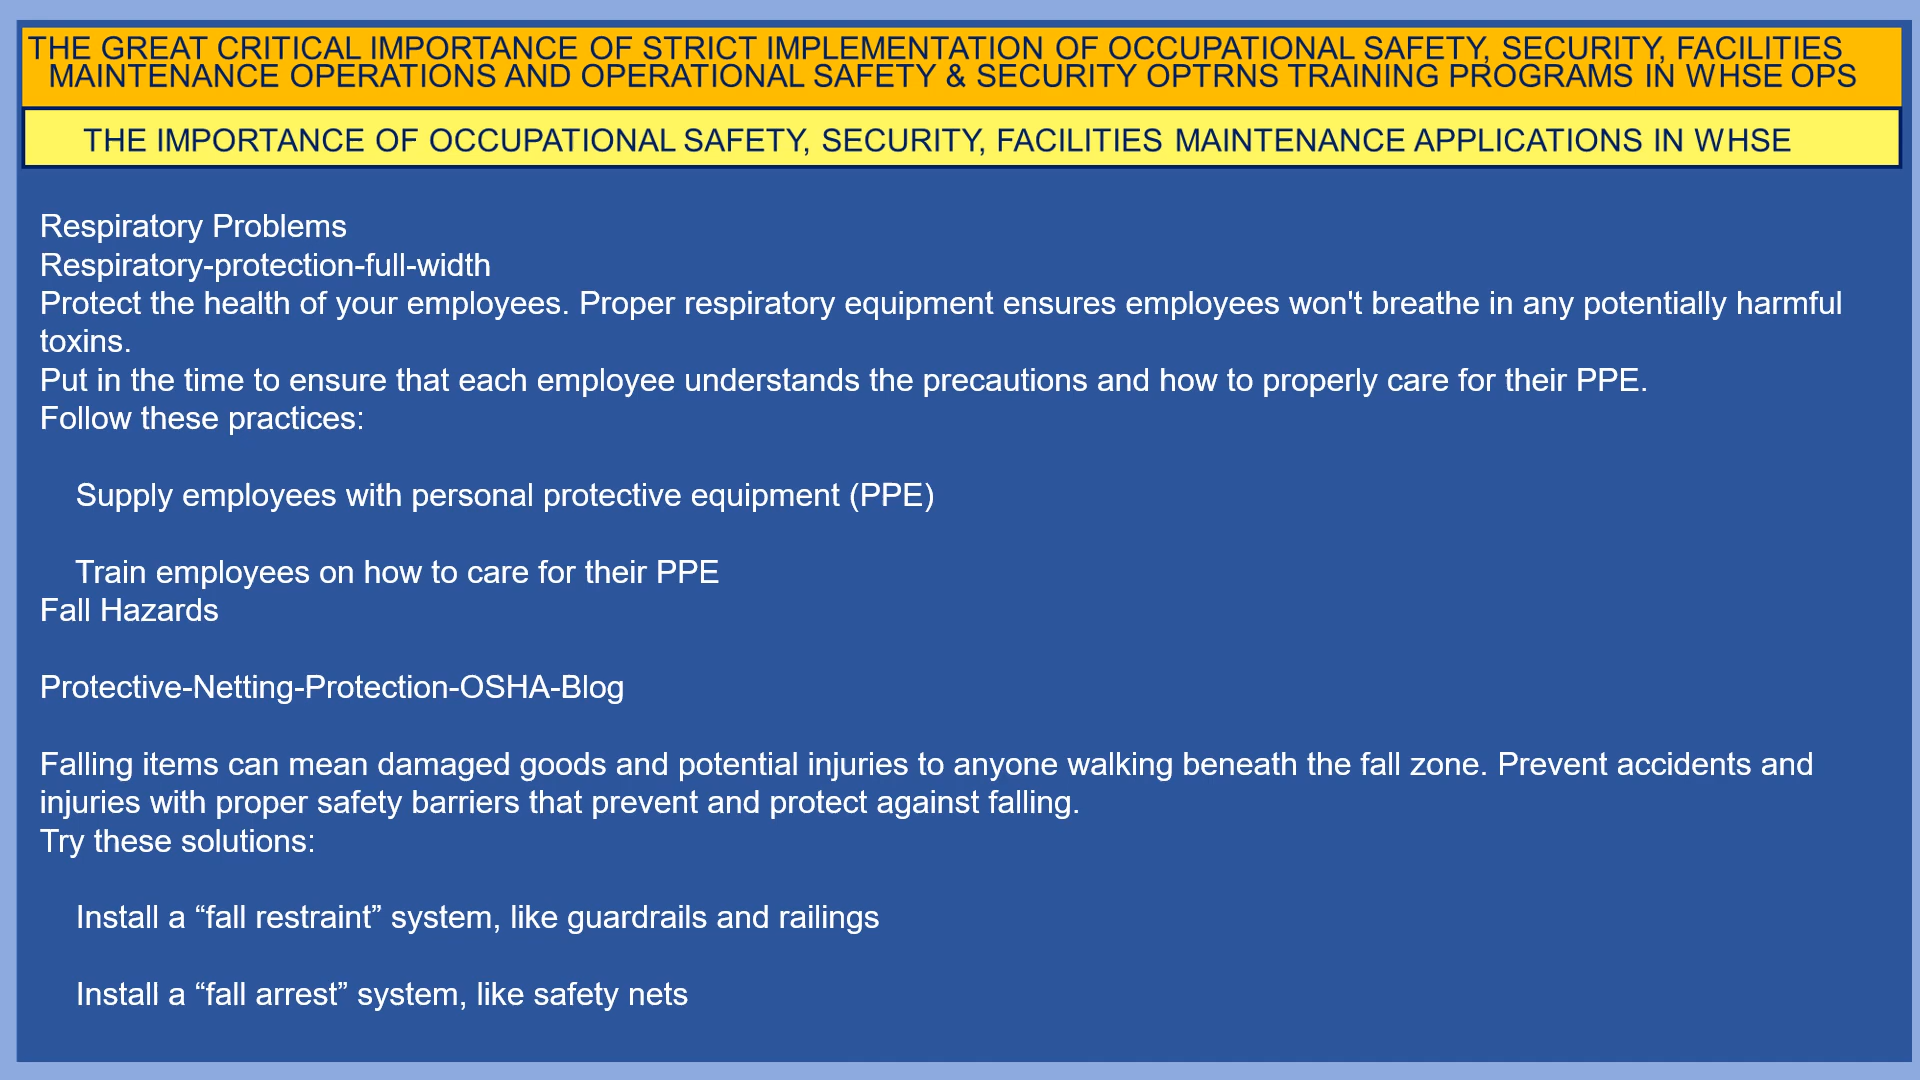 THE GREAT CRITICAL IMPORTANCE OF STRICT IMPLEMENTATION OF OCCUPATIONAL SAFETY, SECURITY, FACILITIES
MAINTENANCE OPERATIONS AND OPERATIONAL SAFETY & SECURITY OPTRNS TRAINING PROGRAMS IN WHSE OPS
THE IMPORTANCE OF OCCUPATIONAL SAFETY, SECURITY, FACILITIES MAINTENANCE APPLICATIONS IN WHSE
Respiratory Problems
Respiratory-protection-full-width
Protect the health of your employees. Proper respiratory equipment ensures employees won't breathe in any potentially harmful
toxins.
Put in the time to ensure that each employee understands the precautions and how to properly care for their PPE.
Follow these practices:
Supply employees with personal protective equipment (PPE)
Train employees on how to care for their PPE
Fall Hazards
Protective-Netting-Protection-OSHA-Blog
Falling items can mean damaged goods and potential injuries to anyone walking beneath the fall zone. Prevent accidents and
injuries with proper safety barriers that prevent and protect against falling.
Try these solutions:
Install a “fall restraint” system, like guardrails and railings
Install a “fall arrest” system, like safety nets